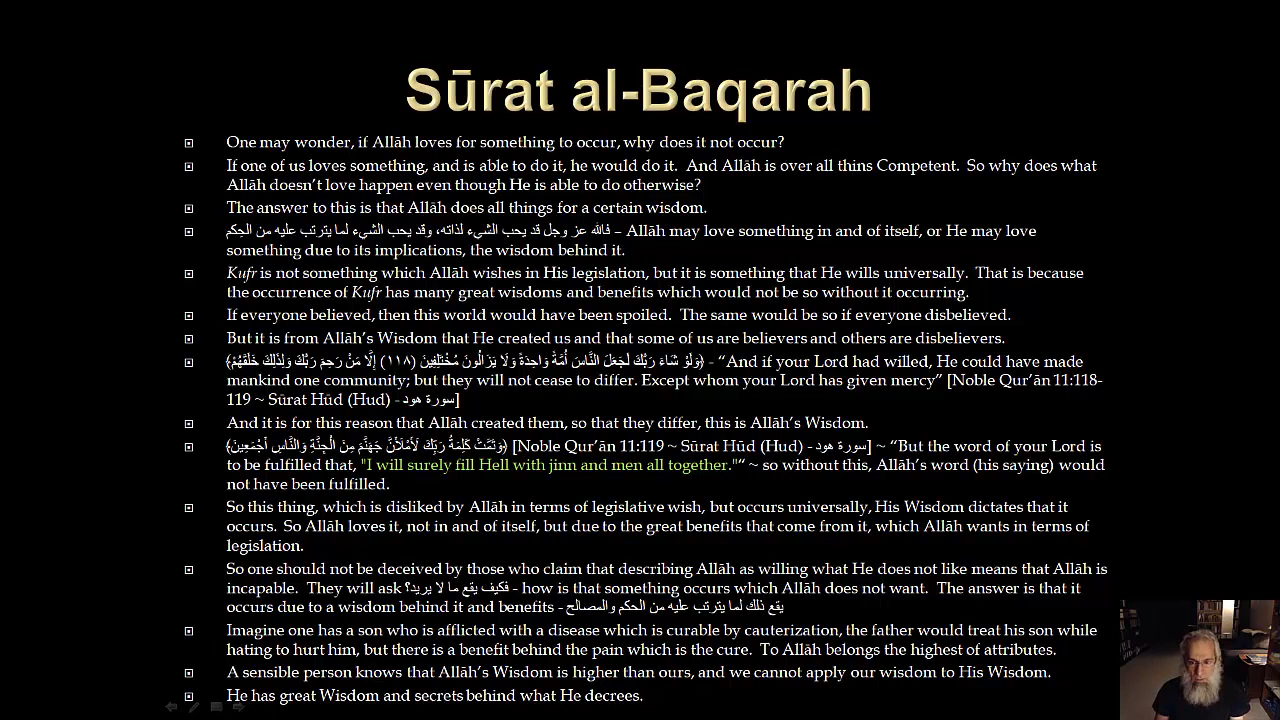 Sūrat al-Baqarah
One may wonder, if Allāh loves for something to occur, why does it not occur?
If one of us loves something, and is able to do it, he would do it. And Allāh is over all thins Competent. So why does what
Allāh doesn't love happen even though He is able to do otherwise?
The answer to this is that Allāh does all things for a certain wisdom.
فالله عز وجل قد يحب الشيء لذاته، وقد يحب الشيء لما يترتب عليه من الحِكم – Allāh may love something in and of itself, or He may love
something due to its implications, the wisdom behind it.
Kufr is not something which Allāh wishes in His legislation, but it is something that He wills universally. That is because
the occurrence of Kufr has many great wisdoms and benefits which would not be so without it occurring.
If everyone believed, then this world would have been spoiled. The same would be so if everyone disbelieved.
But it is from Allāh's Wisdom that He created us and that some of us are believers and others are disbelievers.
﴿وَلَوْ شَاءَ رَبُّكَ لَجَعَلَ النَّاسَ أُمَّةً وَاحِدَةً وَلَا يَزَالُونَ مُخْتَلِفِينَ (١١٨) إِلَّا مَنْ رَحِمَ رَبُّكَ وَلِذَلِكَ خَلَقَهُمْ﴾ - "And if your Lord had willed, He could have made
mankind one community; but they will not cease to differ. Except whom your Lord has given mercy" [Noble Qur'ān 11:118-
119 ~ Sūrat Hūd (Hud) - سورة هود]
And it is for this reason that Allāh created them, so that they differ, this is Allāh's Wisdom.
﴿وَتَمَّتْ كَلِمَةُ رَبِّكَ لَأَمْلَأَنَّ جَهَنَّمَ مِنَ الْجِنَّةِ وَالنَّاسِ أَجْمَعِينَ﴾ [Noble Qur'ān 11:119 ~ Sūrat Hūd (Hud) - سورة هود] ~ "But the word of your Lord is
to be fulfilled that, "I will surely fill Hell with jinn and men all together."" ~ so without this, Allāh's word (his saying) would
not have been fulfilled.
So this thing, which is disliked by Allāh in terms of legislative wish, but occurs universally, His Wisdom dictates that it
occurs. So Allāh loves it, not in and of itself, but due to the great benefits that come from it, which Allāh wants in terms of
legislation.
So one should not be deceived by those who claim that describing Allāh as willing what He does not like means that Allāh is
incapable. They will ask فكيف يقع ما لا يريد؟ - how is that something occurs which Allāh does not want. The answer is that it
occurs due to a wisdom behind it and benefits - يقع ذلك لما يترتب عليه من الحكم والمصالح
Imagine one has a son who is afflicted with a disease which is curable by cauterization, the father would treat his son while
hating to hurt him, but there is a benefit behind the pain which is the cure. To Allāh belongs the highest of attributes.
A sensible person knows that Allāh's Wisdom is higher than ours, and we cannot apply our wisdom to His Wisdom.
He has great Wisdom and secrets behind what He decrees.